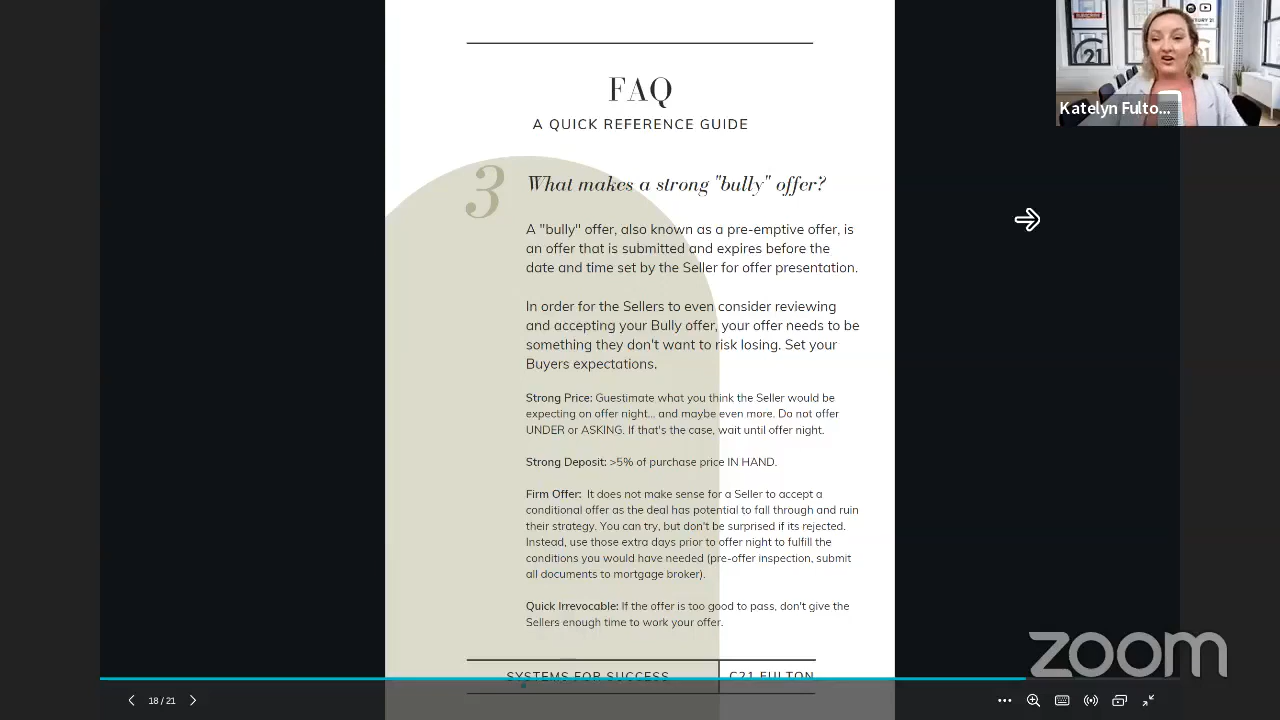 FAQ
A QUICK REFERENCE GUIDE
3
What makes a strong "bully" offer?
A "bully" offer, also known as a pre-emptive offer, is
an offer that is submitted and expires before the
date and time set by the Seller for offer presentation.
In order for the Sellers to even consider reviewing
and accepting your Bully offer, your offer needs to be
something they don't want to risk losing. Set your
Buyers expectations.
Strong Price: Guestimate what you think the Seller would be
expecting on offer night... and maybe even more. Do not offer
UNDER or ASKING. If that's the case, wait until offer night.
Strong Deposit: >5% of purchase price IN HAND.
Firm Offer: It does not make sense for a Seller to accept a
conditional offer as the deal has potential to fall through and ruin
their strategy. You can try, but don't be surprised if its rejected.
Instead, use those extra days prior to offer night to fulfill the
conditions you would have needed (pre-offer inspection, submit
all documents to mortgage broker).
Quick Irrevocable: If the offer is too good to pass, don't give the
Sellers enough time to work your offer.
SYSTEMS FOR SUCCESS
C21 FULTON
18 / 21
SUBSCRIBE
21
Katelyn Fulto...
zoom